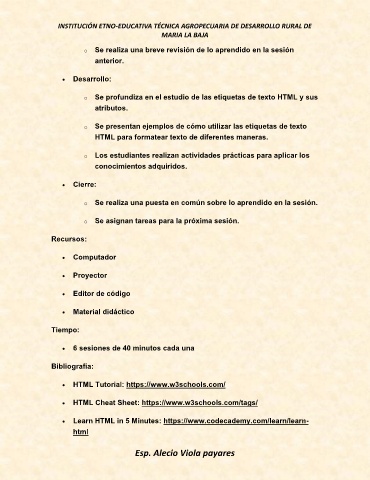 INSTITUCIÓN ETNO-EDUCATIVA TÉCNICA AGROPECUARIA DE DESARROLLO RURAL DE
MARIA LA BAJA
o Se realiza una breve revisión de lo aprendido en la sesión
anterior.
• Desarrollo:
o Se profundiza en el estudio de las etiquetas de texto HTML y sus
atributos.
o Se presentan ejemplos de cómo utilizar las etiquetas de texto
HTML para formatear texto de diferentes maneras.
o Los estudiantes realizan actividades prácticas para aplicar los
conocimientos adquiridos.
• Cierre:
o Se realiza una puesta en común sobre lo aprendido en la sesión.
o Se asignan tareas para la próxima sesión.
Recursos:
• Computador
• Proyector
• Editor de código
• Material didáctico
Tiempo:
• 6 sesiones de 40 minutos cada una
Bibliografía:
• HTML Tutorial: https://www.w3schools.com/
• HTML Cheat Sheet: https://www.w3schools.com/tags/
• Learn HTML in 5 Minutes: https://www.codecademy.com/learn/learn-
html
Esp. Alecio Viola payares